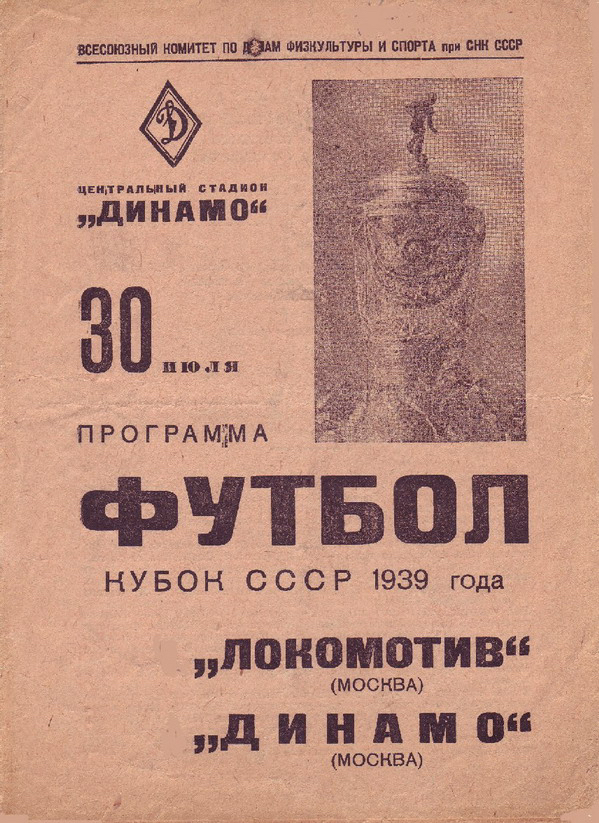 ВСЕСОЮЗНЫЙ КОМИТЕТ ПО ДЕЛАМ ФИЗКУЛЬТУРЫ И СПОРТА при СНК СССР
Д
ЦЕНТРАЛЬНЫЙ СТАДИОН
„ДИНАМО“
30 июля
ПРОГРАММА
ФУТБОЛ
КУБОК СССР 1939 года
„ЛОКОМОТИВ“
(МОСКВА)
„ДИНАМО“
(МОСКВА)